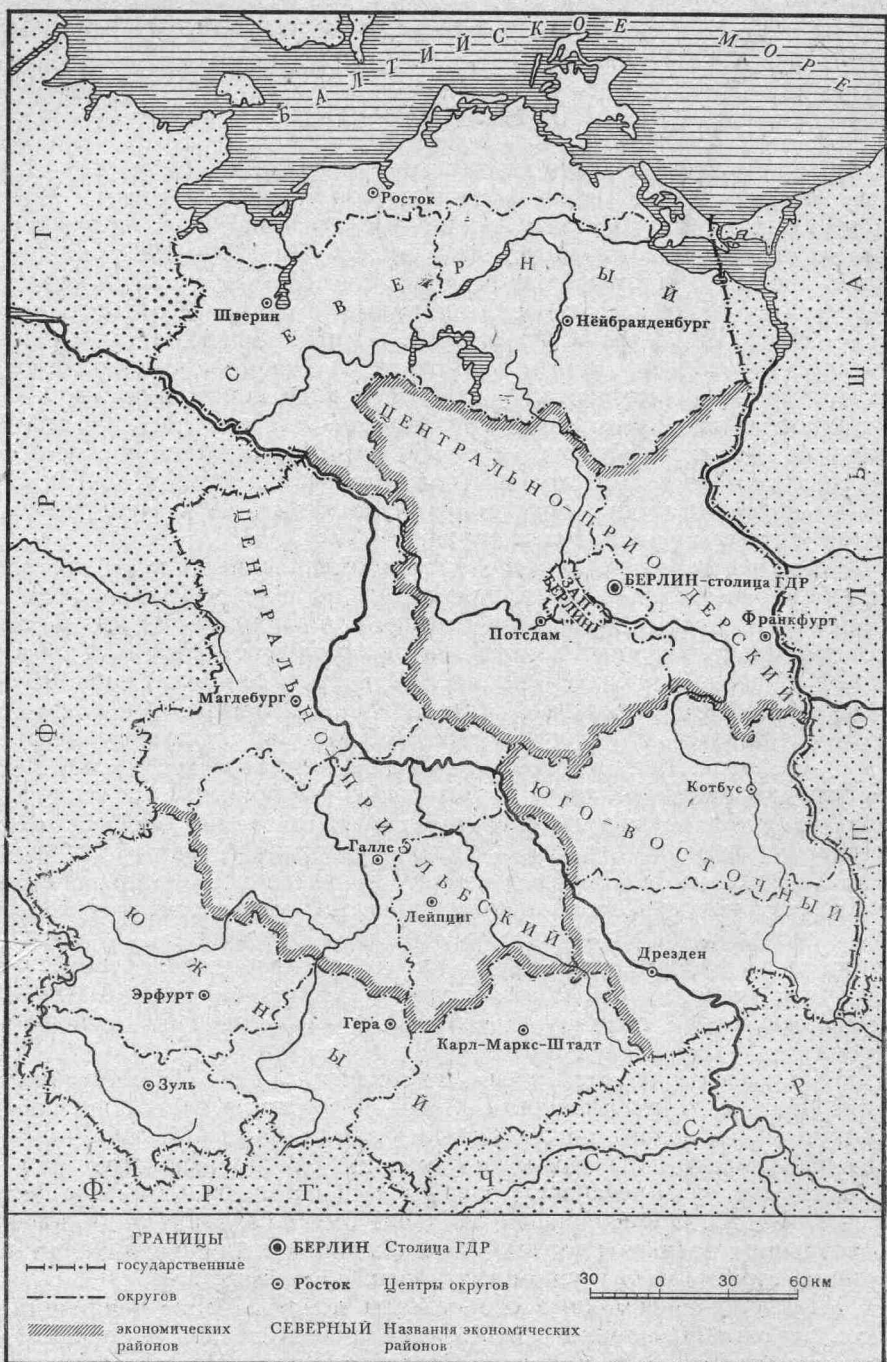 БАЛТИЙСКОЕ МОРЕ
Росток
СЕВЕРНЫЙ
Шверин
Нёйбранденбург
ФРГ
ПОЛЬША
ЦЕНТРАЛЬНО-ПРИОДЕРСКИЙ
БЕРЛИН-столица ГДР
ЗАП.
БЕРЛИН
Потсдам
Франкфурт
ЦЕНТРАЛЬНО-ПРИЭЛЬБСКИЙ
Магдебург
ЮГО-ВОСТОЧНЫЙ
Котбус
Галле
Лейпциг
Дрезден
ЮЖНЫЙ
Эрфурт
Гера
Карл-Маркс-Штадт
Зуль
ФРГ
ЧССР
ГРАНИЦЫ
государственные
округов
экономических
районов
БЕРЛИН Столица ГДР
Росток Центры округов
СЕВЕРНЫЙ Названия экономических
районов
30 0 30 60 км